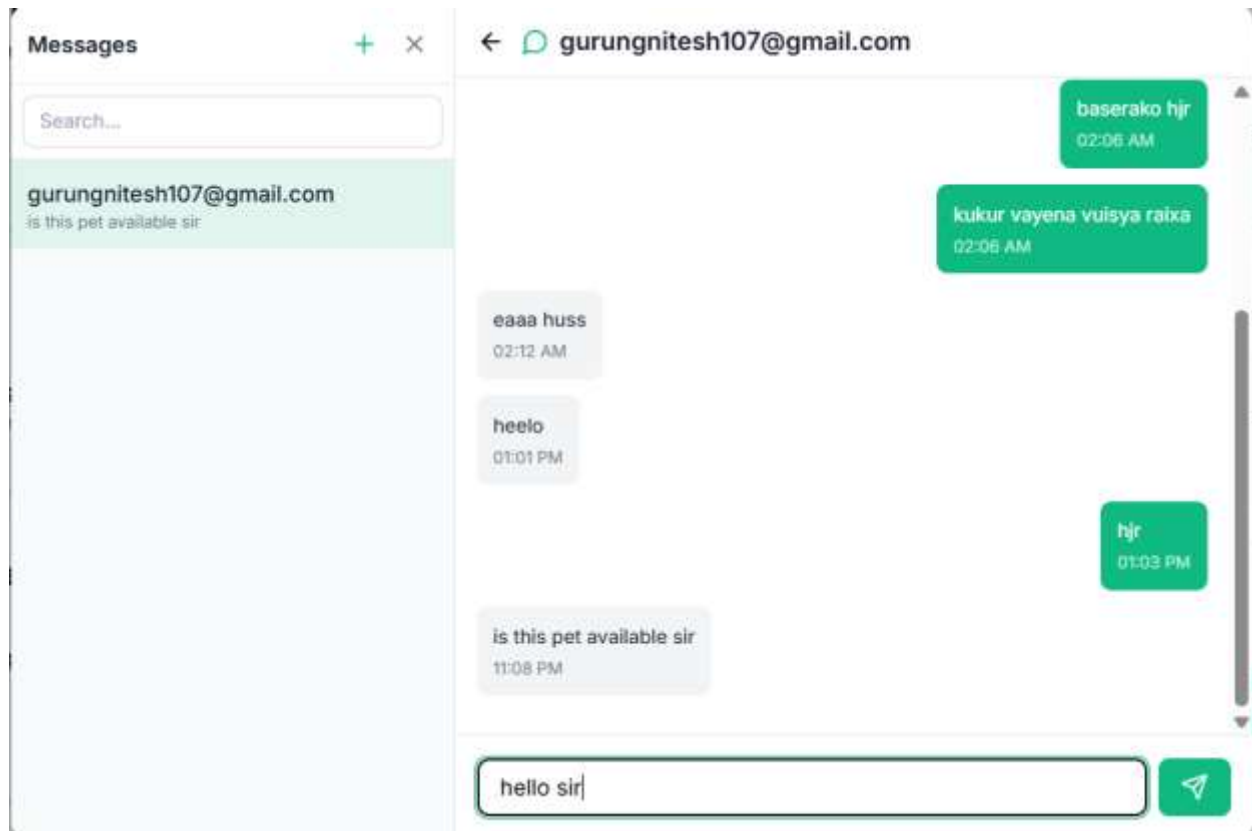 Messages
Search...
gurungnitesh107@gmail.com
is this pet available sir
gurungnitesh107@gmail.com
baserako hjr
02:06 AM
kukur vayena vuisya raixa
02:06 AM
eaaa huss
02:12 AM
heelo
01:01 PM
hjr
01:03 PM
is this pet available sir
11:08 PM
hello sir